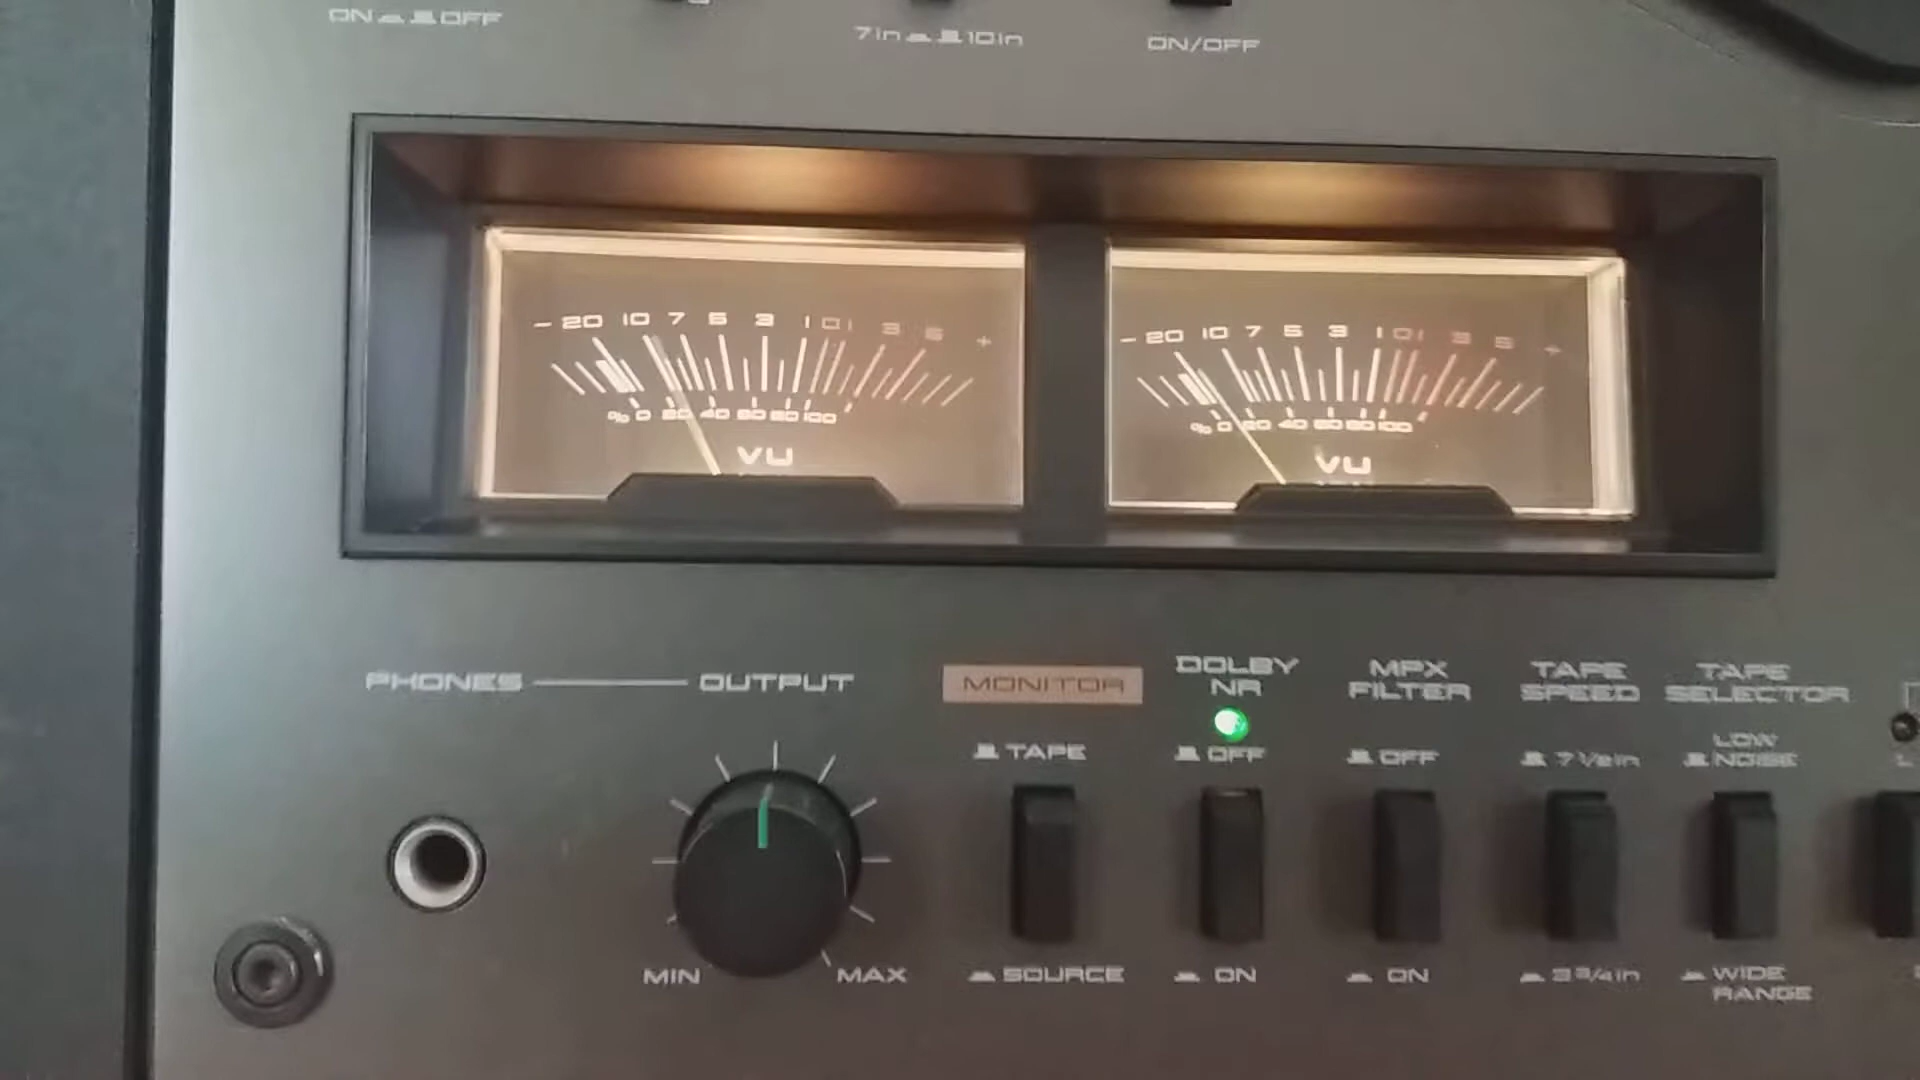 ON OFF
7in 10in
ON/OFF
- 20 10 7 5 3 1 0 1 3 5 +
% 0 20 40 60 80 100
VU
- 20 10 7 5 3 1 0 1 3 5 +
% 0 20 40 60 80 100
VU
PHONES OUTPUT
MIN MAX
MONITOR
TAPE
SOURCE
DOLBY
NR
OFF
ON
MPX
FILTER
OFF
ON
TAPE
SPEED
7 1/2 in
3 3/4 in
TAPE
SELECTOR
LOW
NOISE
WIDE
RANGE